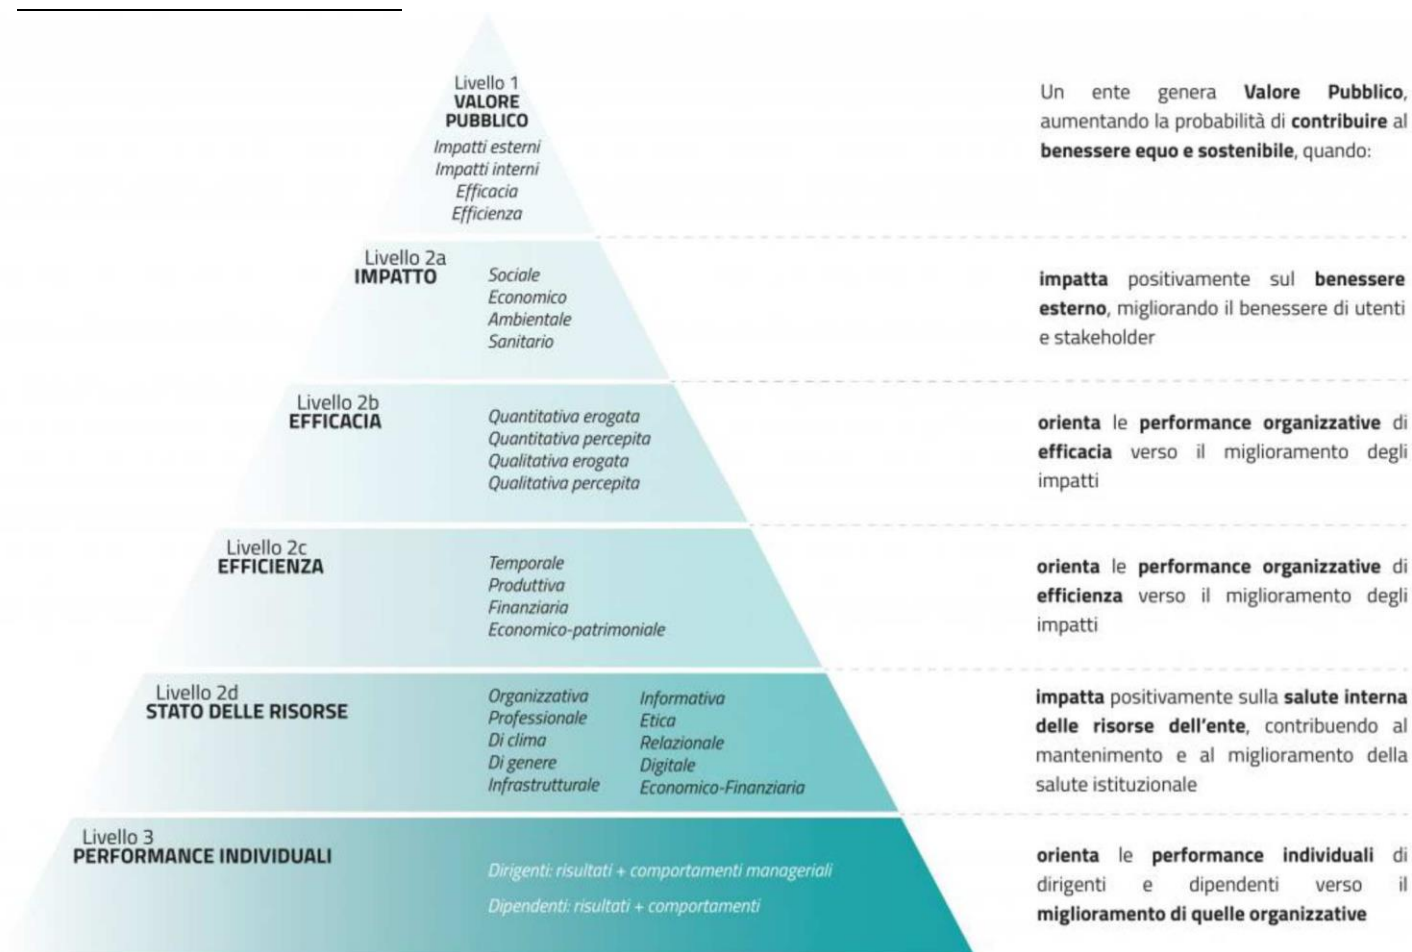 Livello 1
VALORE
PUBBLICO
Impatti esterni
Impatti interni
Efficacia
Efficienza
Un ente genera Valore Pubblico,
aumentando la probabilità di contribuire al
benessere equo e sostenibile, quando:
Livello 2a
IMPATTO
Sociale
Economico
Ambientale
Sanitario
impatta positivamente sul benessere
esterno, migliorando il benessere di utenti
e stakeholder
Livello 2b
EFFICACIA
Quantitativa erogata
Quantitativa percepita
Qualitativa erogata
Qualitativa percepita
orienta le performance organizzative di
efficacia verso il miglioramento degli
impatti
Livello 2c
EFFICIENZA
Temporale
Produttiva
Finanziaria
Economico-patrimoniale
orienta le performance organizzative di
efficienza verso il miglioramento degli
impatti
Livello 2d
STATO DELLE RISORSE
Organizzativa
Professionale
Di clima
Di genere
Infrastrutturale
Informativa
Etica
Relazionale
Digitale
Economico-Finanziaria
impatta positivamente sulla salute interna
delle risorse dell'ente, contribuendo al
mantenimento e al miglioramento della
salute istituzionale
Livello 3
PERFORMANCE INDIVIDUALI
Dirigenti: risultati + comportamenti manageriali
Dipendenti: risultati + comportamenti
orienta le performance individuali di
dirigenti e dipendenti verso il
miglioramento di quelle organizzative